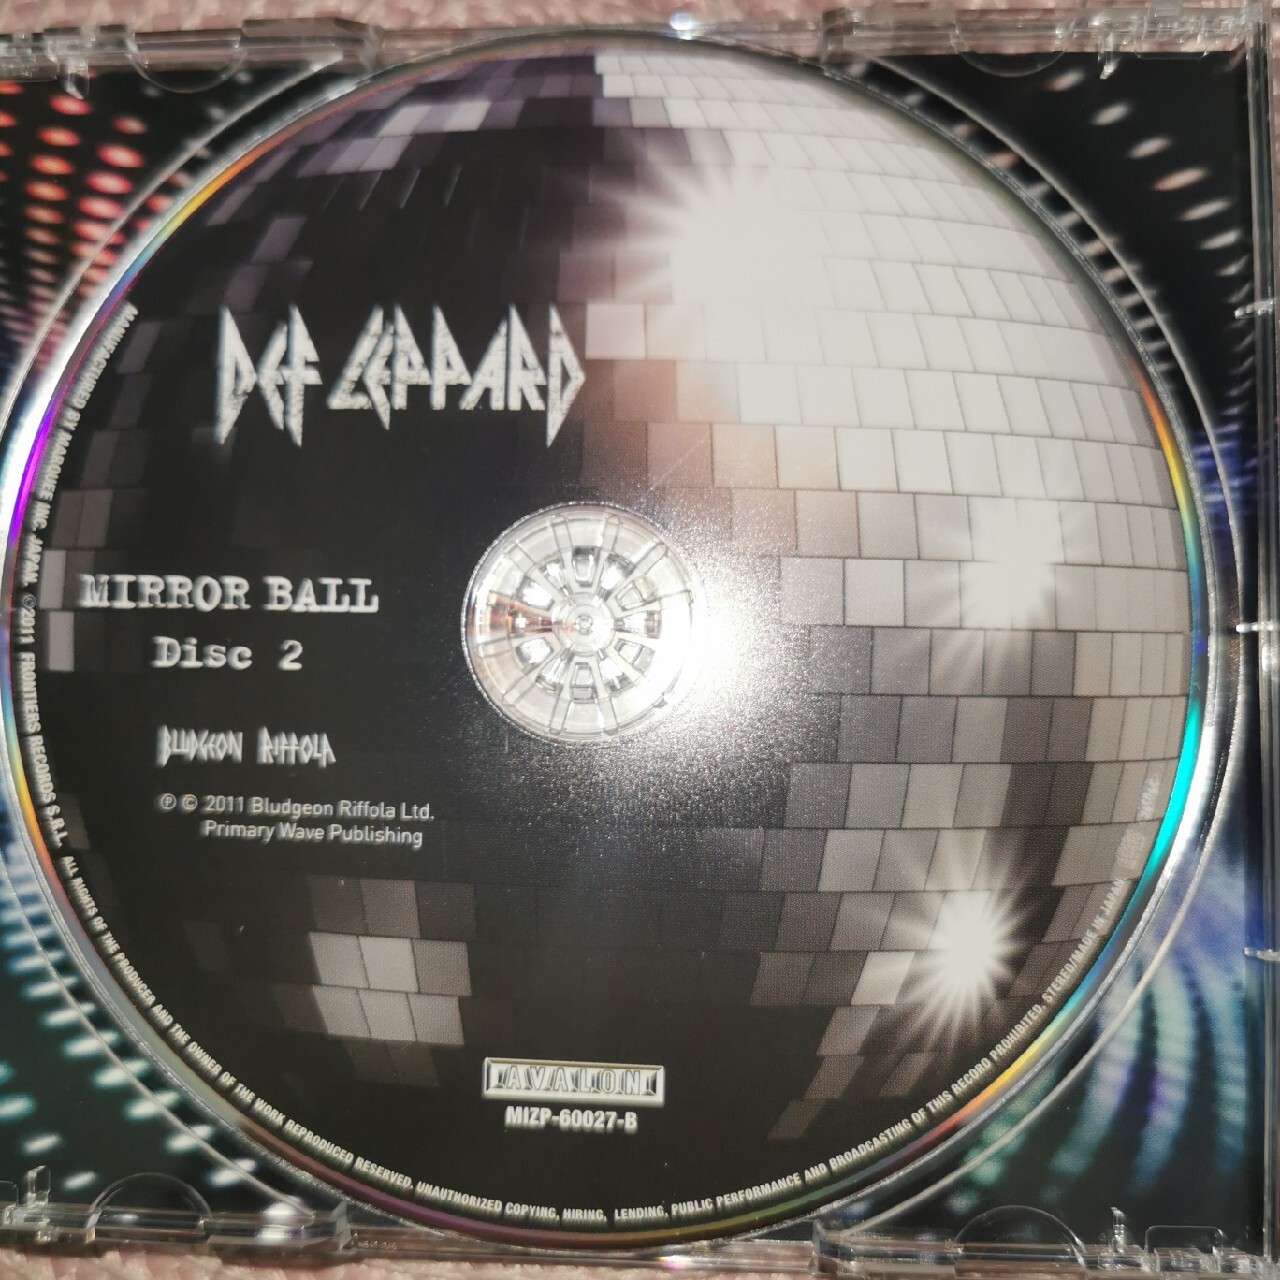 DEF LEPPARD
MIRROR BALL
Disc 2
BLUDGEON RIFFOLA
℗ © 2011 Bludgeon Riffola Ltd.
Primary Wave Publishing
AVALON
MIZP-60027-B
MANUFACTURED BY MARQUEE INC. JAPAN. ©2011 FRONTIERS RECORDS S.R.L. ALL RIGHTS OF THE PRODUCER AND THE OWNER OF THE WORK REPRODUCED RESERVED. UNAUTHORIZED COPYING, HIRING, LENDING, PUBLIC PERFORMANCE AND BROADCASTING OF THIS RECORD PROHIBITED. STEREO/MADE IN JAPAN